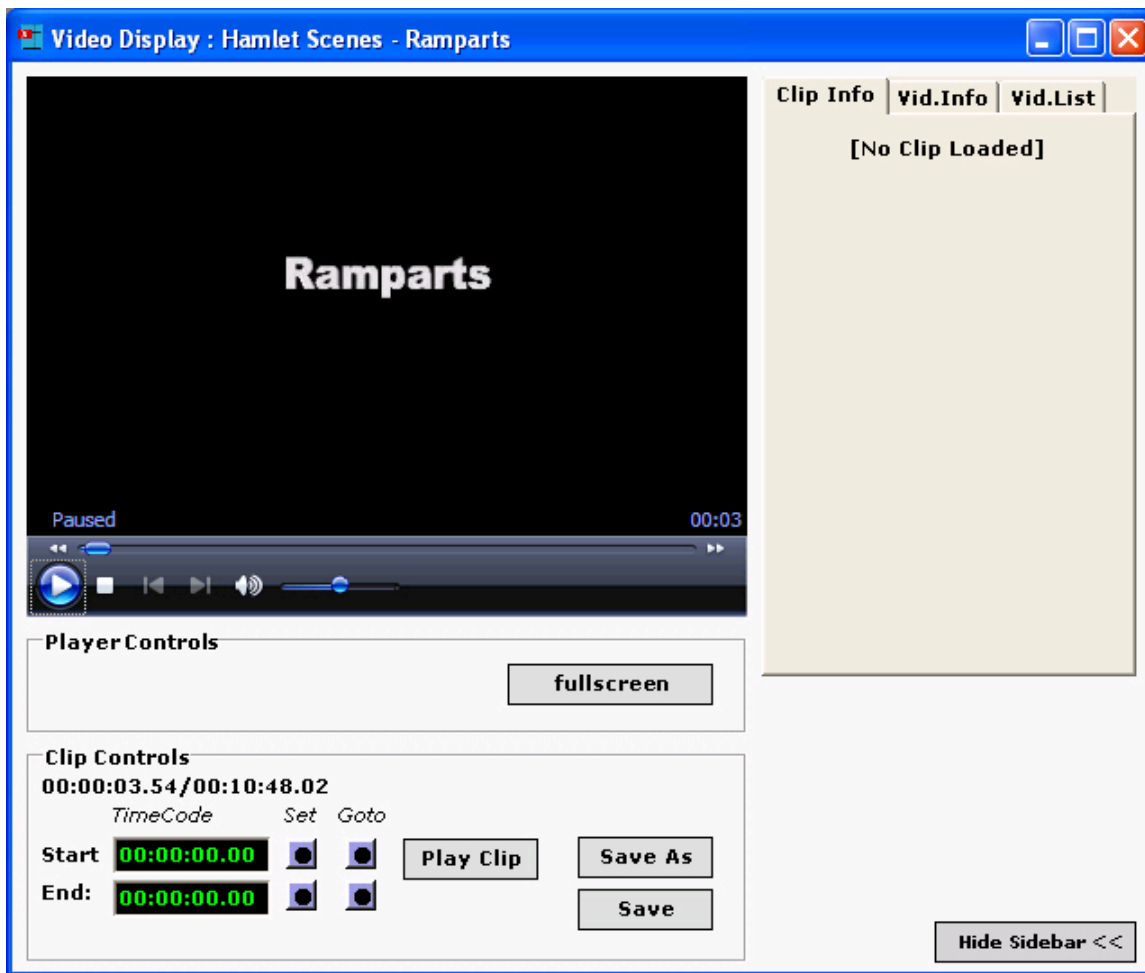 Video Display : Hamlet Scenes - Ramparts
Clip Info Vid.Info Vid.List
[No Clip Loaded]
Ramparts
Paused 00:03
Player Controls
fullscreen
Clip Controls
00:00:03.54/00:10:48.02
TimeCode Set Goto
Start 00:00:00.00 Play Clip Save As
End: 00:00:00.00 Save
Hide Sidebar <<